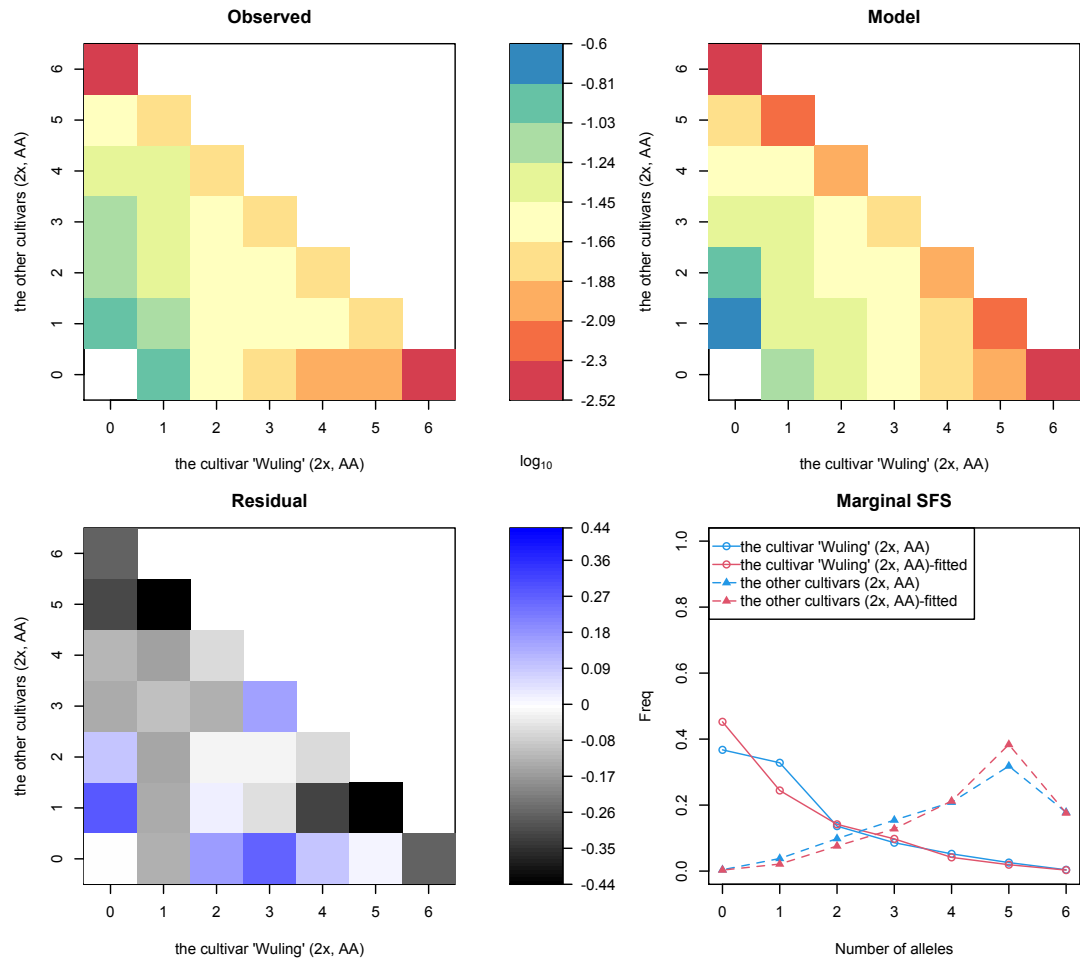 Observed
the other cultivars (2x, AA)
6
5
4
3
2
1
0
0 1 2 3 4 5 6
the cultivar 'Wuling' (2x, AA)
-0.6
-0.81
-1.03
-1.24
-1.45
-1.66
-1.88
-2.09
-2.3
-2.52
log₁₀
Model
the other cultivars (2x, AA)
6
5
4
3
2
1
0
0 1 2 3 4 5 6
the cultivar 'Wuling' (2x, AA)
Residual
the other cultivars (2x, AA)
6
5
4
3
2
1
0
0 1 2 3 4 5 6
the cultivar 'Wuling' (2x, AA)
0.44
0.36
0.27
0.18
0.09
0
-0.08
-0.17
-0.26
-0.35
-0.44
Marginal SFS
the cultivar 'Wuling' (2x, AA)
the cultivar 'Wuling' (2x, AA)-fitted
the other cultivars (2x, AA)
the other cultivars (2x, AA)-fitted
Freq
1.0
0.8
0.6
0.4
0.2
0.0
0 1 2 3 4 5 6
Number of alleles